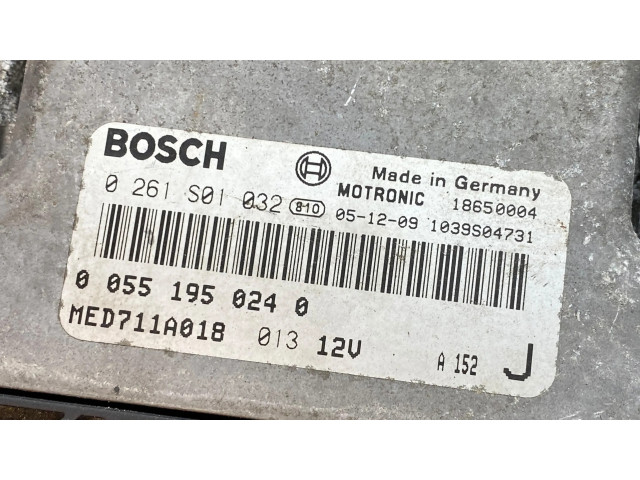 BOSCH Made in Germany
0 261 S01 032 810 MOTRONIC 18650004
05-12-09 1039S04731
0 055 195 024 0
MED711A018 013 12V A 152 J